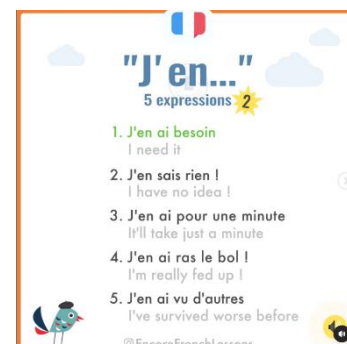 "J'en..."
5 expressions 2
1. J'en ai besoin
I need it
2. J'en sais rien !
I have no idea !
3. J'en ai pour une minute
It'll take just a minute
4. J'en ai ras le bol !
I'm really fed up !
5. J'en ai vu d'autres
I've survived worse before
@EncoreFrenchLessons